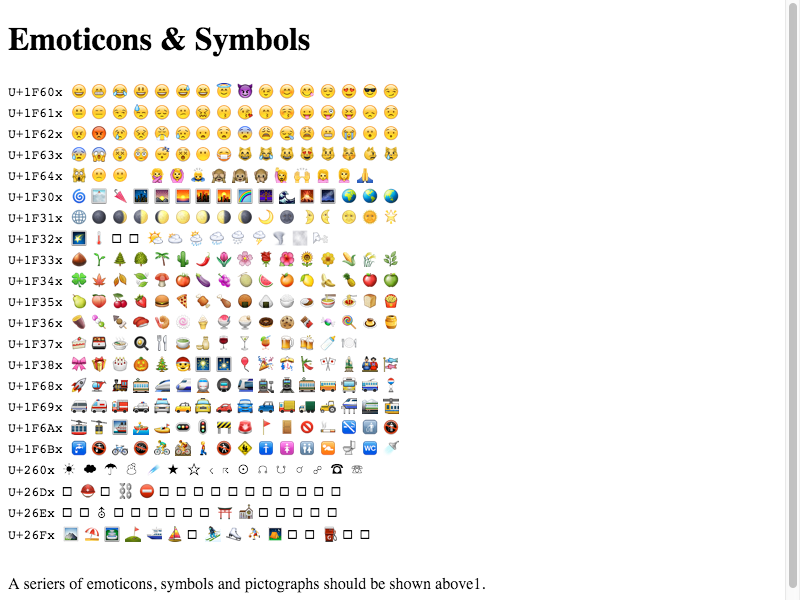 Emoticons & Symbols
U+1F60x
U+1F61x
U+1F62x
U+1F63x
U+1F64x
U+1F30x
U+1F31x
U+1F32x
U+1F33x
U+1F34x
U+1F35x
U+1F36x
U+1F37x
U+1F38x
U+1F68x
U+1F69x
U+1F6Ax
U+1F6Bx
U+260x
U+26Dx
U+26Ex
U+26Fx
A seriers of emoticons, symbols and pictographs should be shown above1.